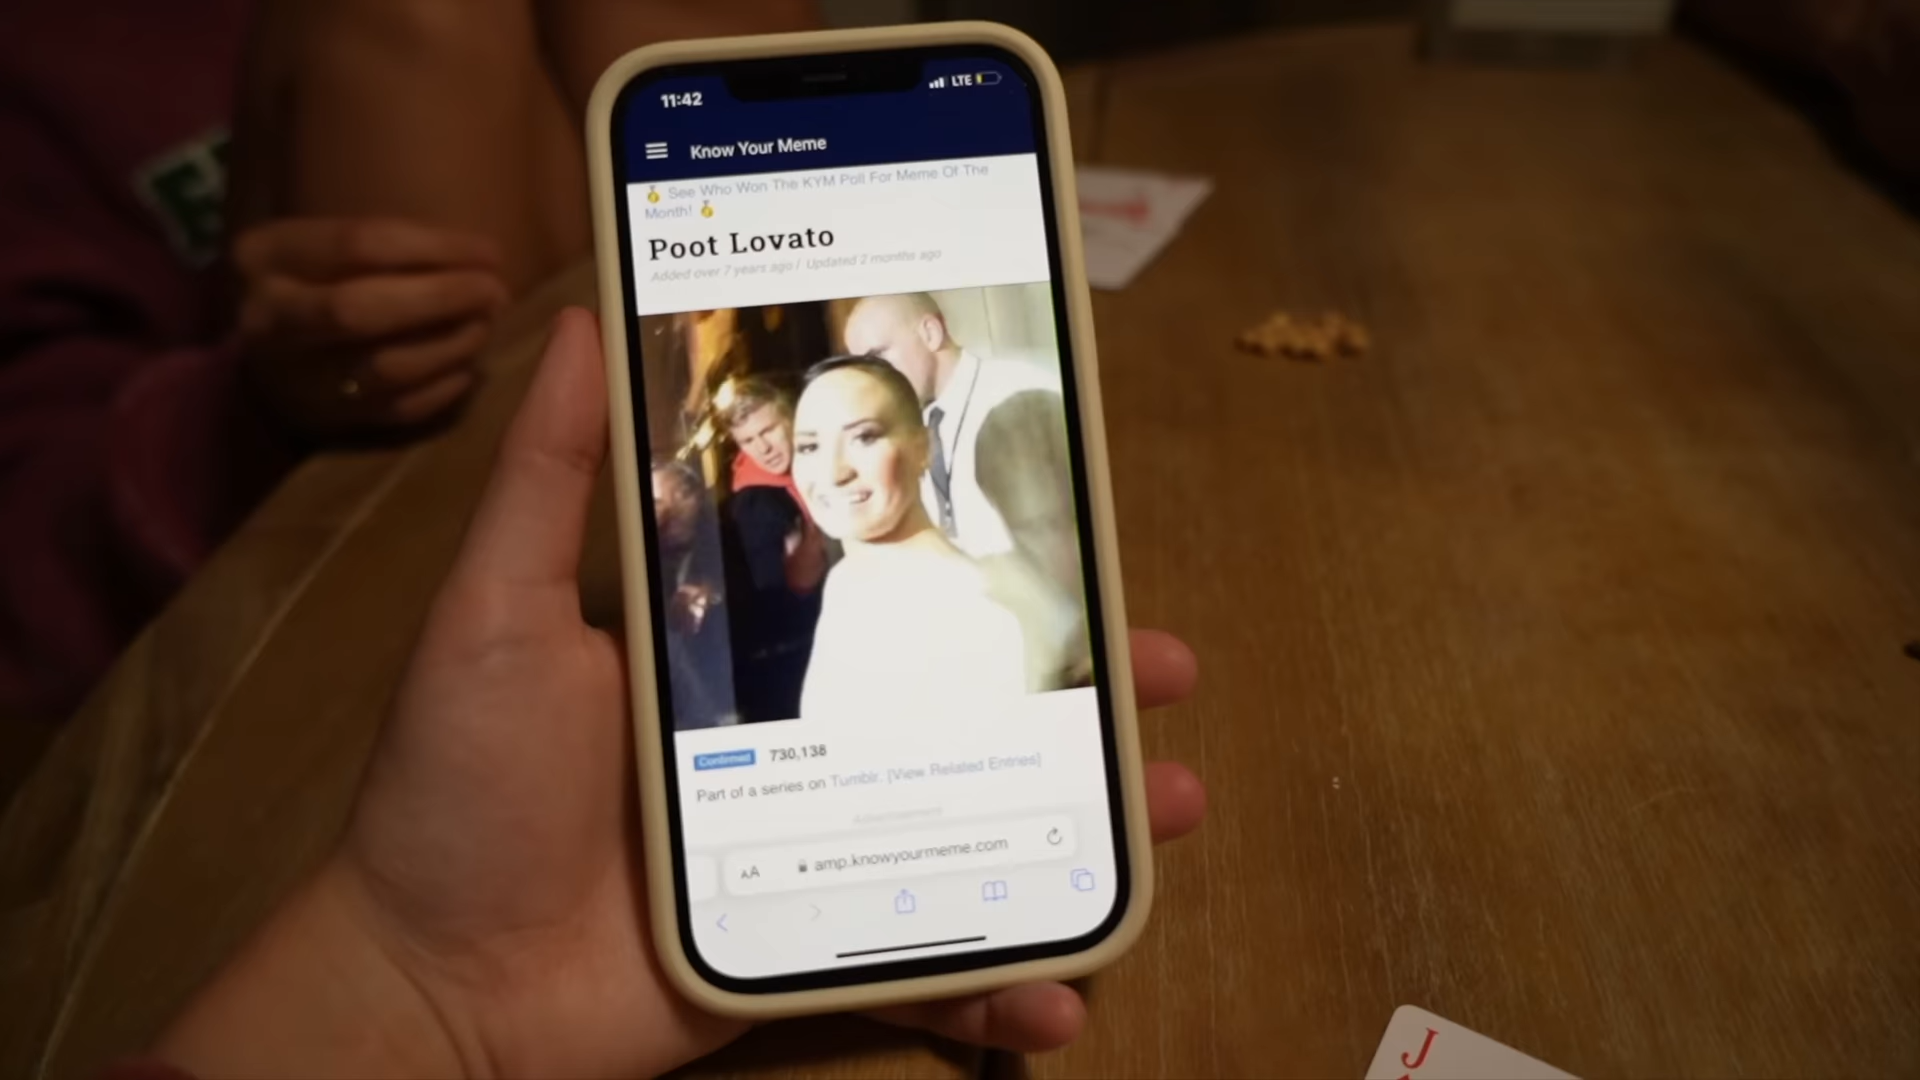 11:42
LTE
Know Your Meme
See Who Won The KYM Poll For Meme Of The
Month!
Poot Lovato
Added over 7 years ago / Updated 2 months ago
Confirmed 730,138
Part of a series on Tumblr. [View Related Entries]
Advertisement
AA amp.knowyourmeme.com
J